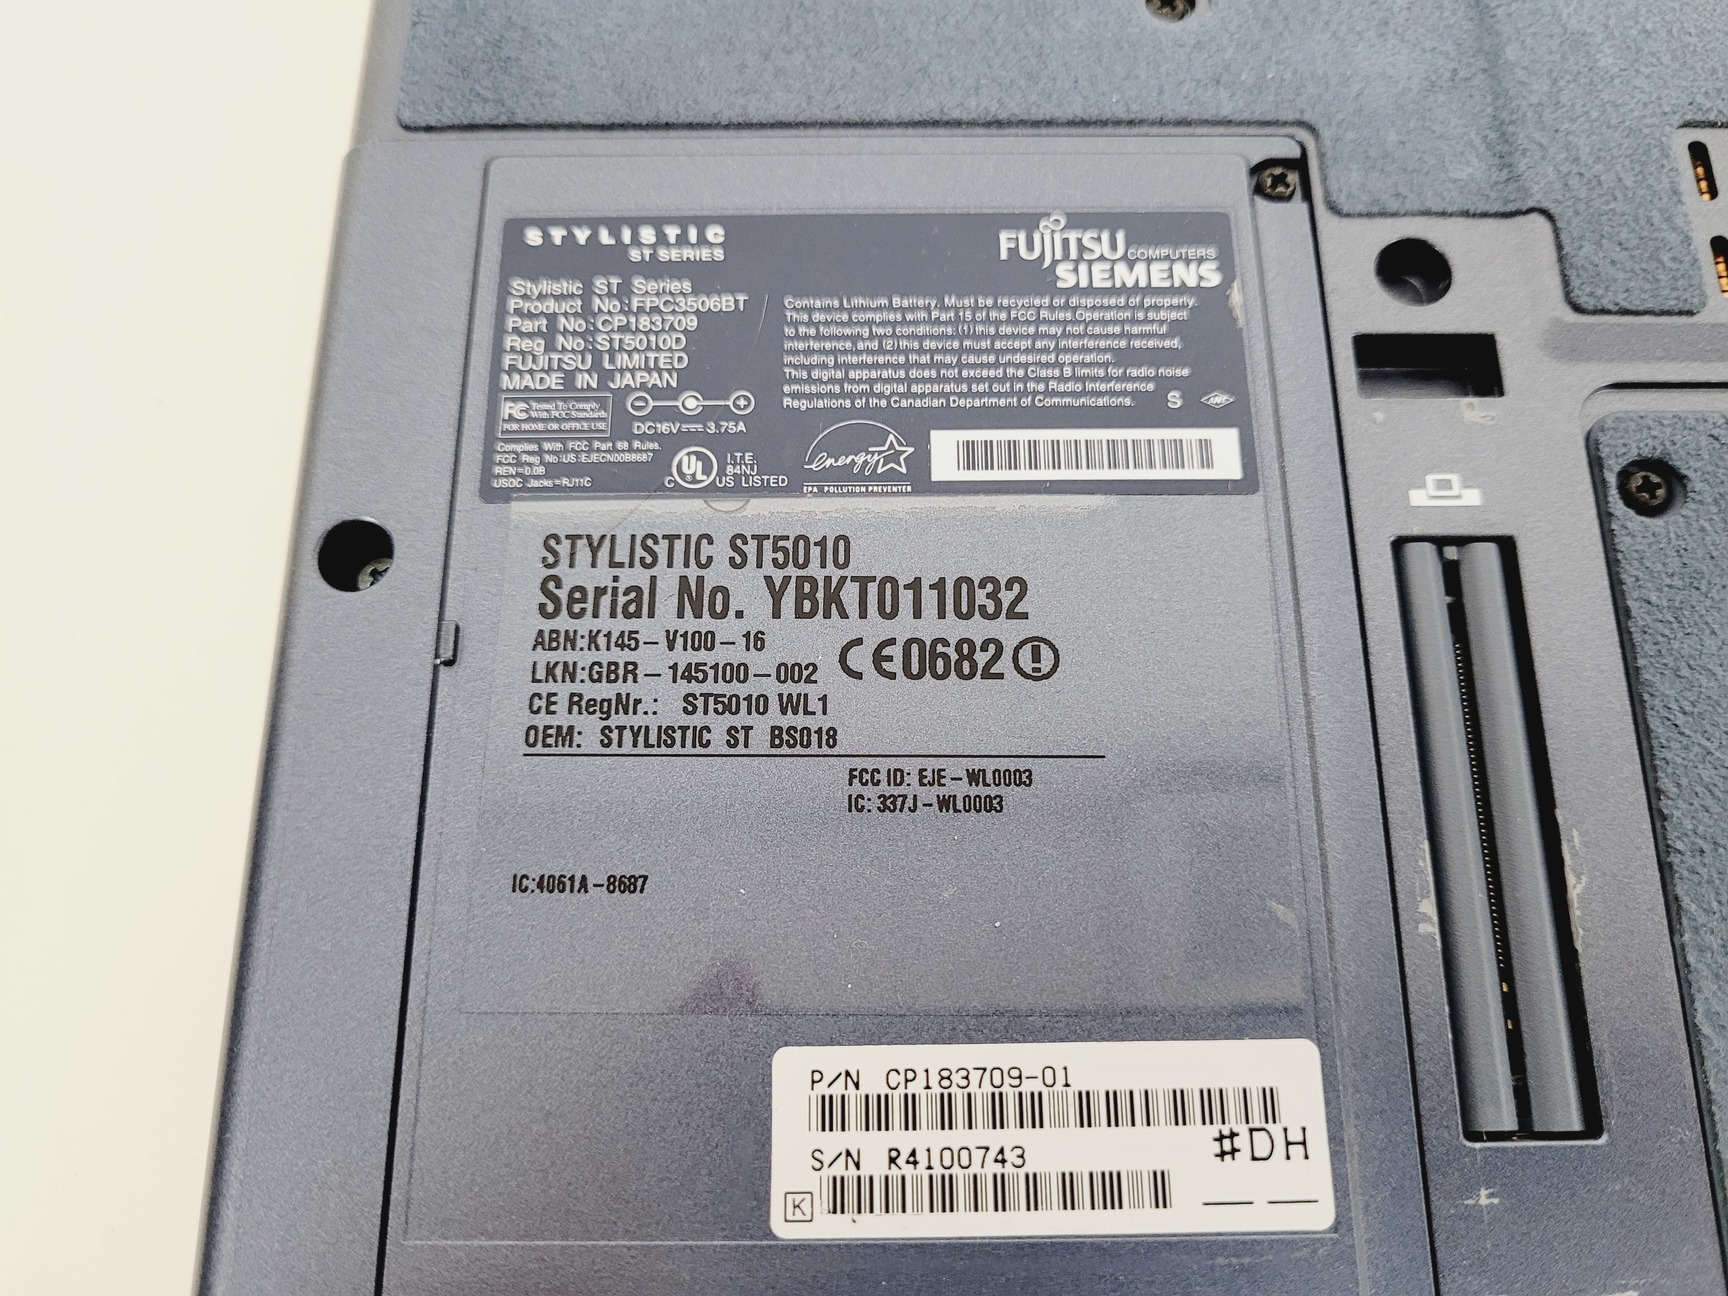 STYLISTIC
ST SERIES
Stylistic ST Series
Product No:FPC3506BT
Part No:CP183709
Reg No:ST5010D
FUJITSU LIMITED
MADE IN JAPAN
FC Tested To Comply
With FCC Standards
FOR HOME OR OFFICE USE
DC16V 3.75A
Complies With FCC Part 68 Rules.
FCC Reg No:US:EJECN00B8687
REN=0.0B
USOC Jacks=RJ11C
C UL US LISTED
I.T.E.
84NJ
FUJITSU COMPUTERS
SIEMENS
Contains Lithium Battery. Must be recycled or disposed of properly.
This device complies with Part 15 of the FCC Rules.Operation is subject
to the following two conditions:(1)this device may not cause harmful
interference,and (2)this device must accept any interference received,
including interference that may cause undesired operation.
This digital apparatus does not exceed the Class B limits for radio noise
emissions from digital apparatus set out in the Radio Interference
Regulations of the Canadian Department of Communications.
S
energy
EPA POLLUTION PREVENTER
STYLISTIC ST5010
Serial No. YBKT011032
ABN:K145-V100-16
LKN:GBR-145100-002
CE0682
CE RegNr.: ST5010 WL1
OEM: STYLISTIC ST BS018
FCC ID: EJE-WL0003
IC: 337J-WL0003
IC:4061A-8687
P/N CP183709-01
S/N R4100743
#DH
K